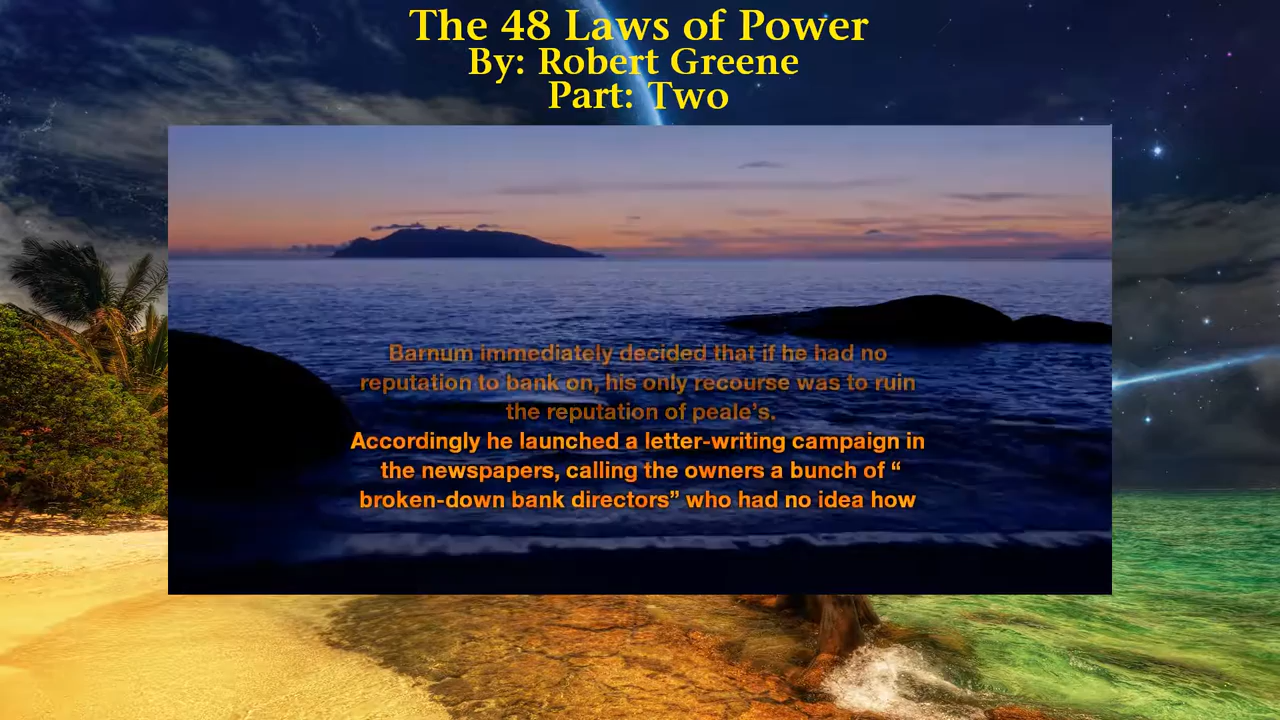 The 48 Laws of Power
By: Robert Greene
Part: Two
Barnum immediately decided that if he had no
reputation to bank on, his only recourse was to ruin
the reputation of peale’s.
Accordingly he launched a letter-writing campaign in
the newspapers, calling the owners a bunch of “
broken-down bank directors” who had no idea how